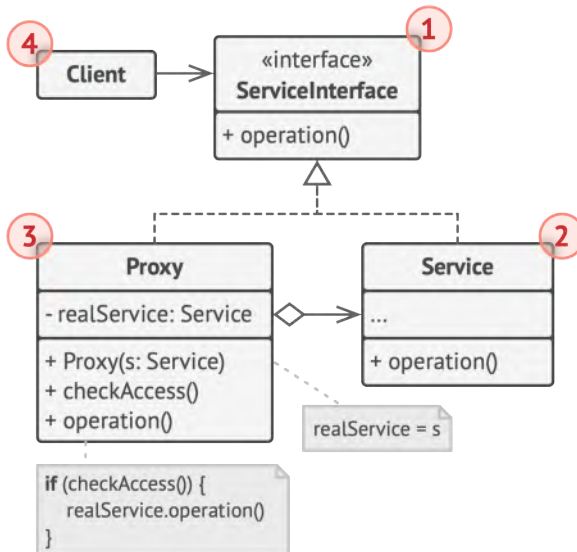 4
Client
1
«interface»
ServiceInterface
+ operation()
3
Proxy
- realService: Service
+ Proxy(s: Service)
+ checkAccess()
+ operation()
2
Service
...
+ operation()
realService = s
if (checkAccess()) {
realService.operation()
}